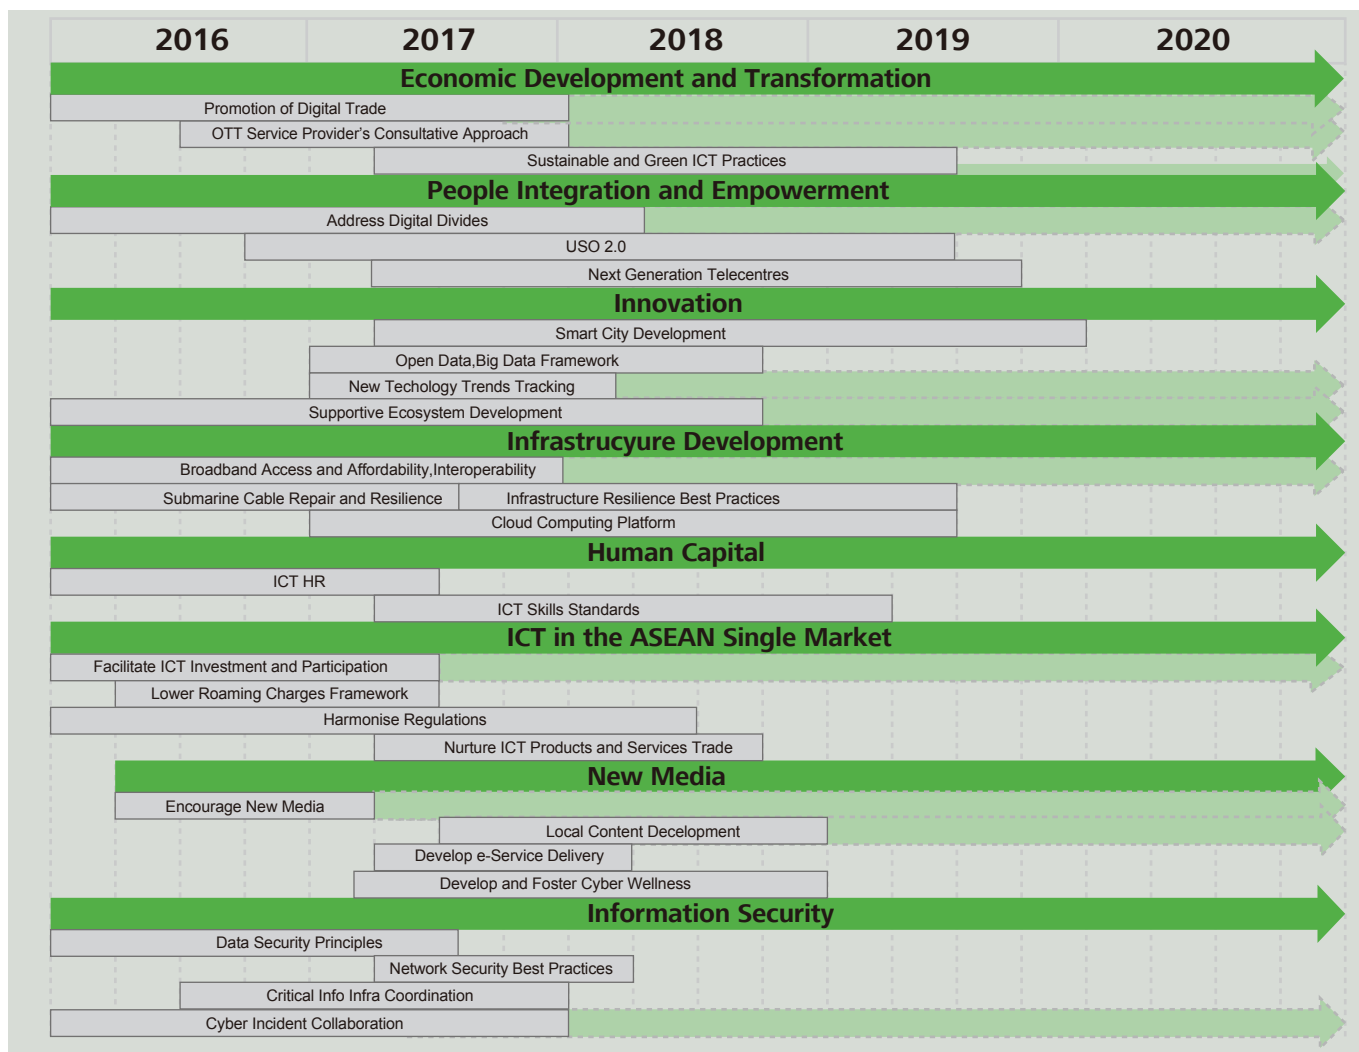 2016 2017 2018 2019 2020
Economic Development and Transformation
Promotion of Digital Trade
OTT Service Provider's Consultative Approach
Sustainable and Green ICT Practices
People Integration and Empowerment
Address Digital Divides
USO 2.0
Next Generation Telecentres
Innovation
Smart City Development
Open Data,Big Data Framework
New Techology Trends Tracking
Supportive Ecosystem Development
Infrastrucyure Development
Broadband Access and Affordability,Interoperability
Submarine Cable Repair and Resilience Infrastructure Resilience Best Practices
Cloud Computing Platform
Human Capital
ICT HR
ICT Skills Standards
ICT in the ASEAN Single Market
Facilitate ICT Investment and Participation
Lower Roaming Charges Framework
Harmonise Regulations
Nurture ICT Products and Services Trade
New Media
Encourage New Media
Local Content Decelopment
Develop e-Service Delivery
Develop and Foster Cyber Wellness
Information Security
Data Security Principles
Network Security Best Practices
Critical Info Infra Coordination
Cyber Incident Collaboration